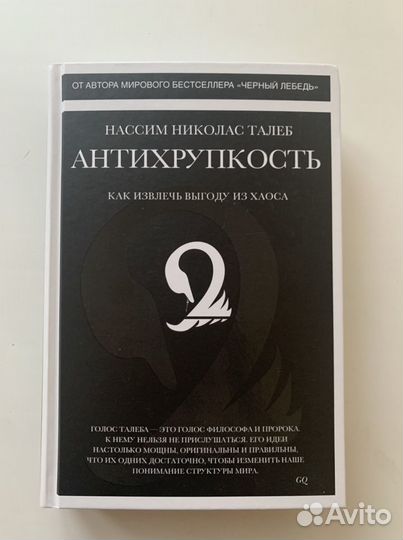 ОТ АВТОРА МИРОВОГО БЕСТСЕЛЛЕРА «ЧЕРНЫЙ ЛЕБЕДЬ»
НАССИМ НИКОЛАС ТАЛЕБ
АНТИХРУПКОСТЬ
КАК ИЗВЛЕЧЬ ВЫГОДУ ИЗ ХАОСА
ГОЛОС ТАЛЕБА — ЭТО ГОЛОС ФИЛОСОФА И ПРОРОКА.
К НЕМУ НЕЛЬЗЯ НЕ ПРИСЛУШАТЬСЯ. ЕГО ИДЕИ
НАСТОЛЬКО МОЩНЫ, ОРИГИНАЛЬНЫ И ПРАВИЛЬНЫ,
ЧТО ИХ ОДНИХ ДОСТАТОЧНО, ЧТОБЫ ИЗМЕНИТЬ НАШЕ
ПОНИМАНИЕ СТРУКТУРЫ МИРА.
GQ
Avito